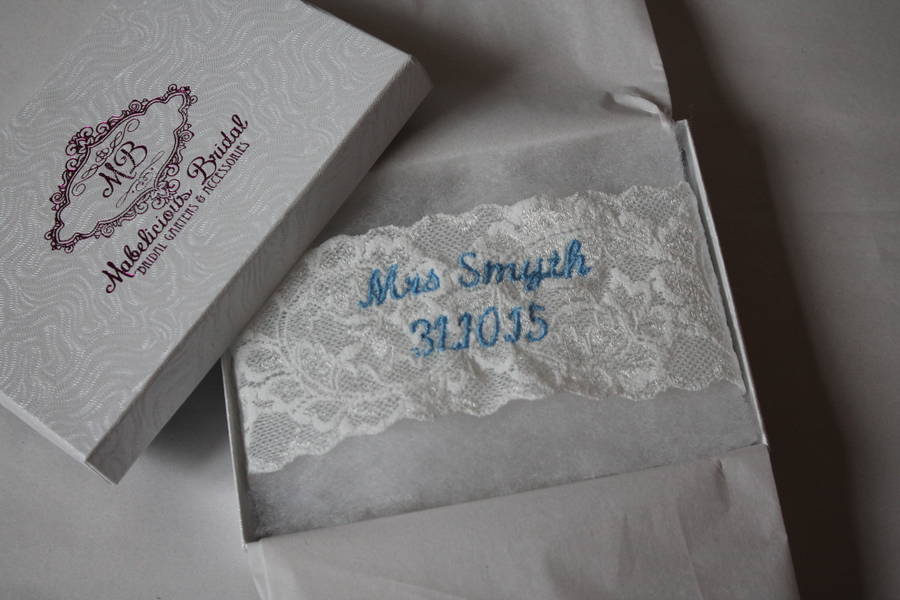 MB
Mabelicious Bridal
BRIDAL GARTERS & ACCESSORIES
Mrs Smyth
31.10.15